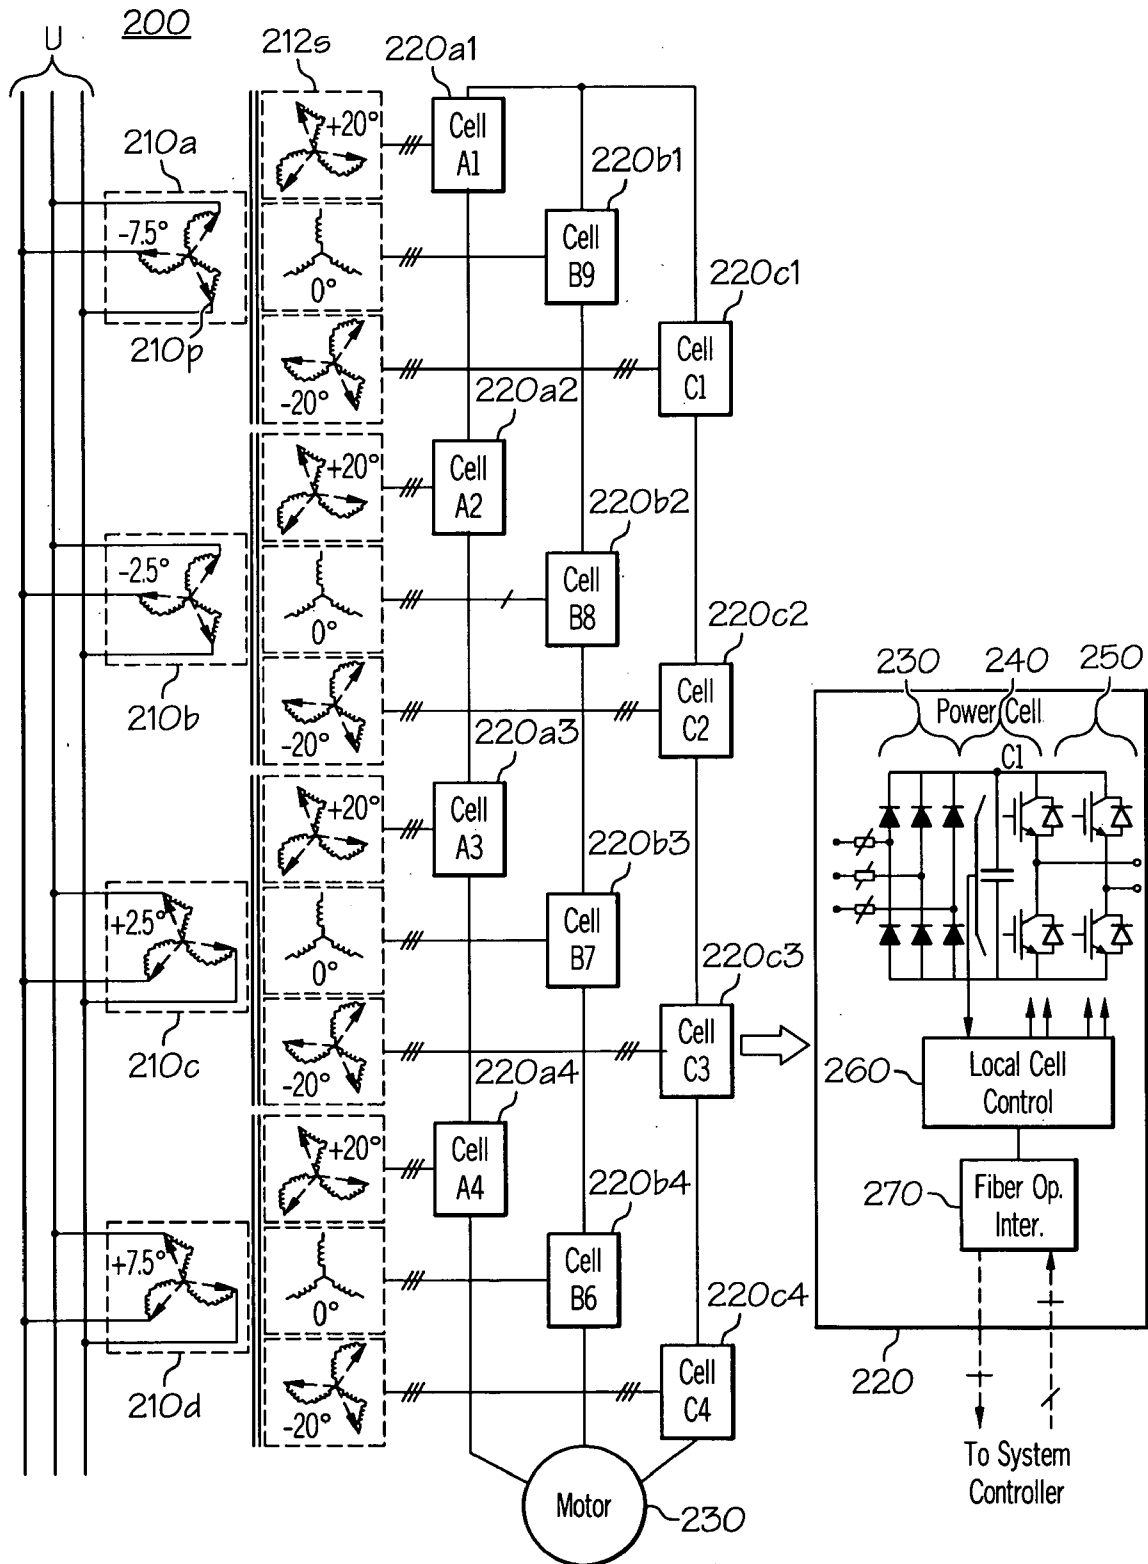 200
U
212s
220a1
+20°
Cell
A1
210a
-7.5°
210p
220b1
0°
Cell
B9
220c1
-20°
Cell
C1
220a2
+20°
Cell
A2
220b2
-2.5°
210b
0°
Cell
B8
220c2
-20°
Cell
C2
220a3
+20°
Cell
A3
220b3
+2.5°
210c
0°
Cell
B7
220c3
-20°
Cell
C3
220a4
+20°
Cell
A4
220b4
+7.5°
210d
0°
Cell
B6
220c4
-20°
Cell
C4
Motor
230
230
240
250
Power Cell
C1
260
Local Cell
Control
270
Fiber Op.
Inter.
220
To System
Controller